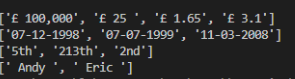 ['£ 100,000', '£ 25 ', '£ 1.65', '£ 3.1']
['07-12-1998', '07-07-1999', '11-03-2008']
['5th', '213th', '2nd']
[' Andy ', ' Eric ']